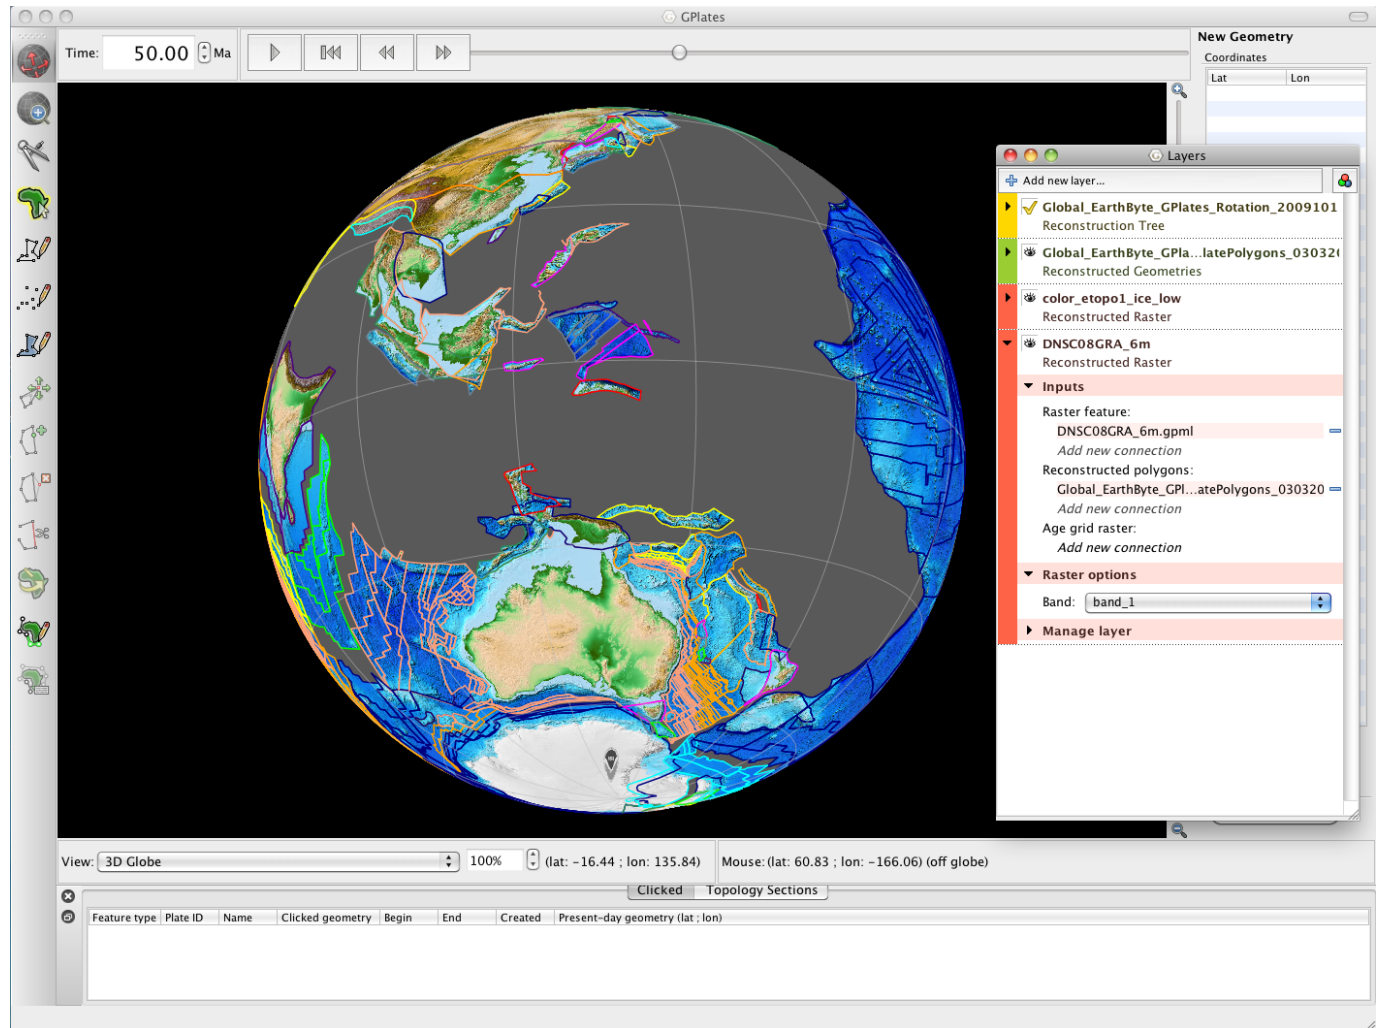 GPlates
Time: 50.00 Ma
New Geometry
Coordinates
Lat Lon
Layers
Add new layer...
Global_EarthByte_GPlates_Rotation_2009101
Reconstruction Tree
Global_EarthByte_GPla...latePolygons_03032
Reconstructed Geometries
color_etopo1_ice_low
Reconstructed Raster
DNSC08GRA_6m
Reconstructed Raster
Inputs
Raster feature:
DNSC08GRA_6m.gpml
Add new connection
Reconstructed polygons:
Global_EarthByte_GPl...atePolygons_030320
Add new connection
Age grid raster:
Add new connection
Raster options
Band: band_1
Manage layer
View: 3D Globe 100% (lat: -16.44 ; lon: 135.84) Mouse: (lat: 60.83 ; lon: -166.06) (off globe)
Clicked Topology Sections
Feature type Plate ID Name Clicked geometry Begin End Created Present-day geometry (lat ; lon)